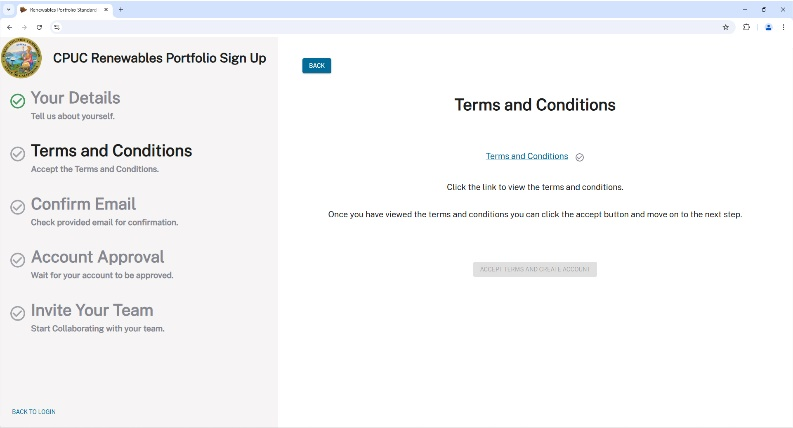 Renewables Portfolio Standard
CPUC Renewables Portfolio Sign Up
Your Details
Tell us about yourself.
Terms and Conditions
Accept the Terms and Conditions.
Confirm Email
Check provided email for confirmation.
Account Approval
Wait for your account to be approved.
Invite Your Team
Start Collaborating with your team.
BACK TO LOGIN
BACK
Terms and Conditions
Terms and Conditions
Click the link to view the terms and conditions.
Once you have viewed the terms and conditions you can click the accept button and move on to the next step.
ACCEPT TERMS AND CREATE ACCOUNT